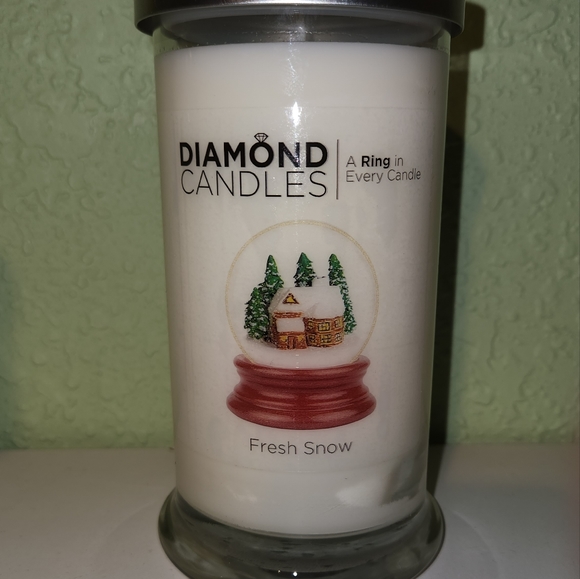 DIAMOND
CANDLES
A Ring in
Every Candle
Fresh Snow